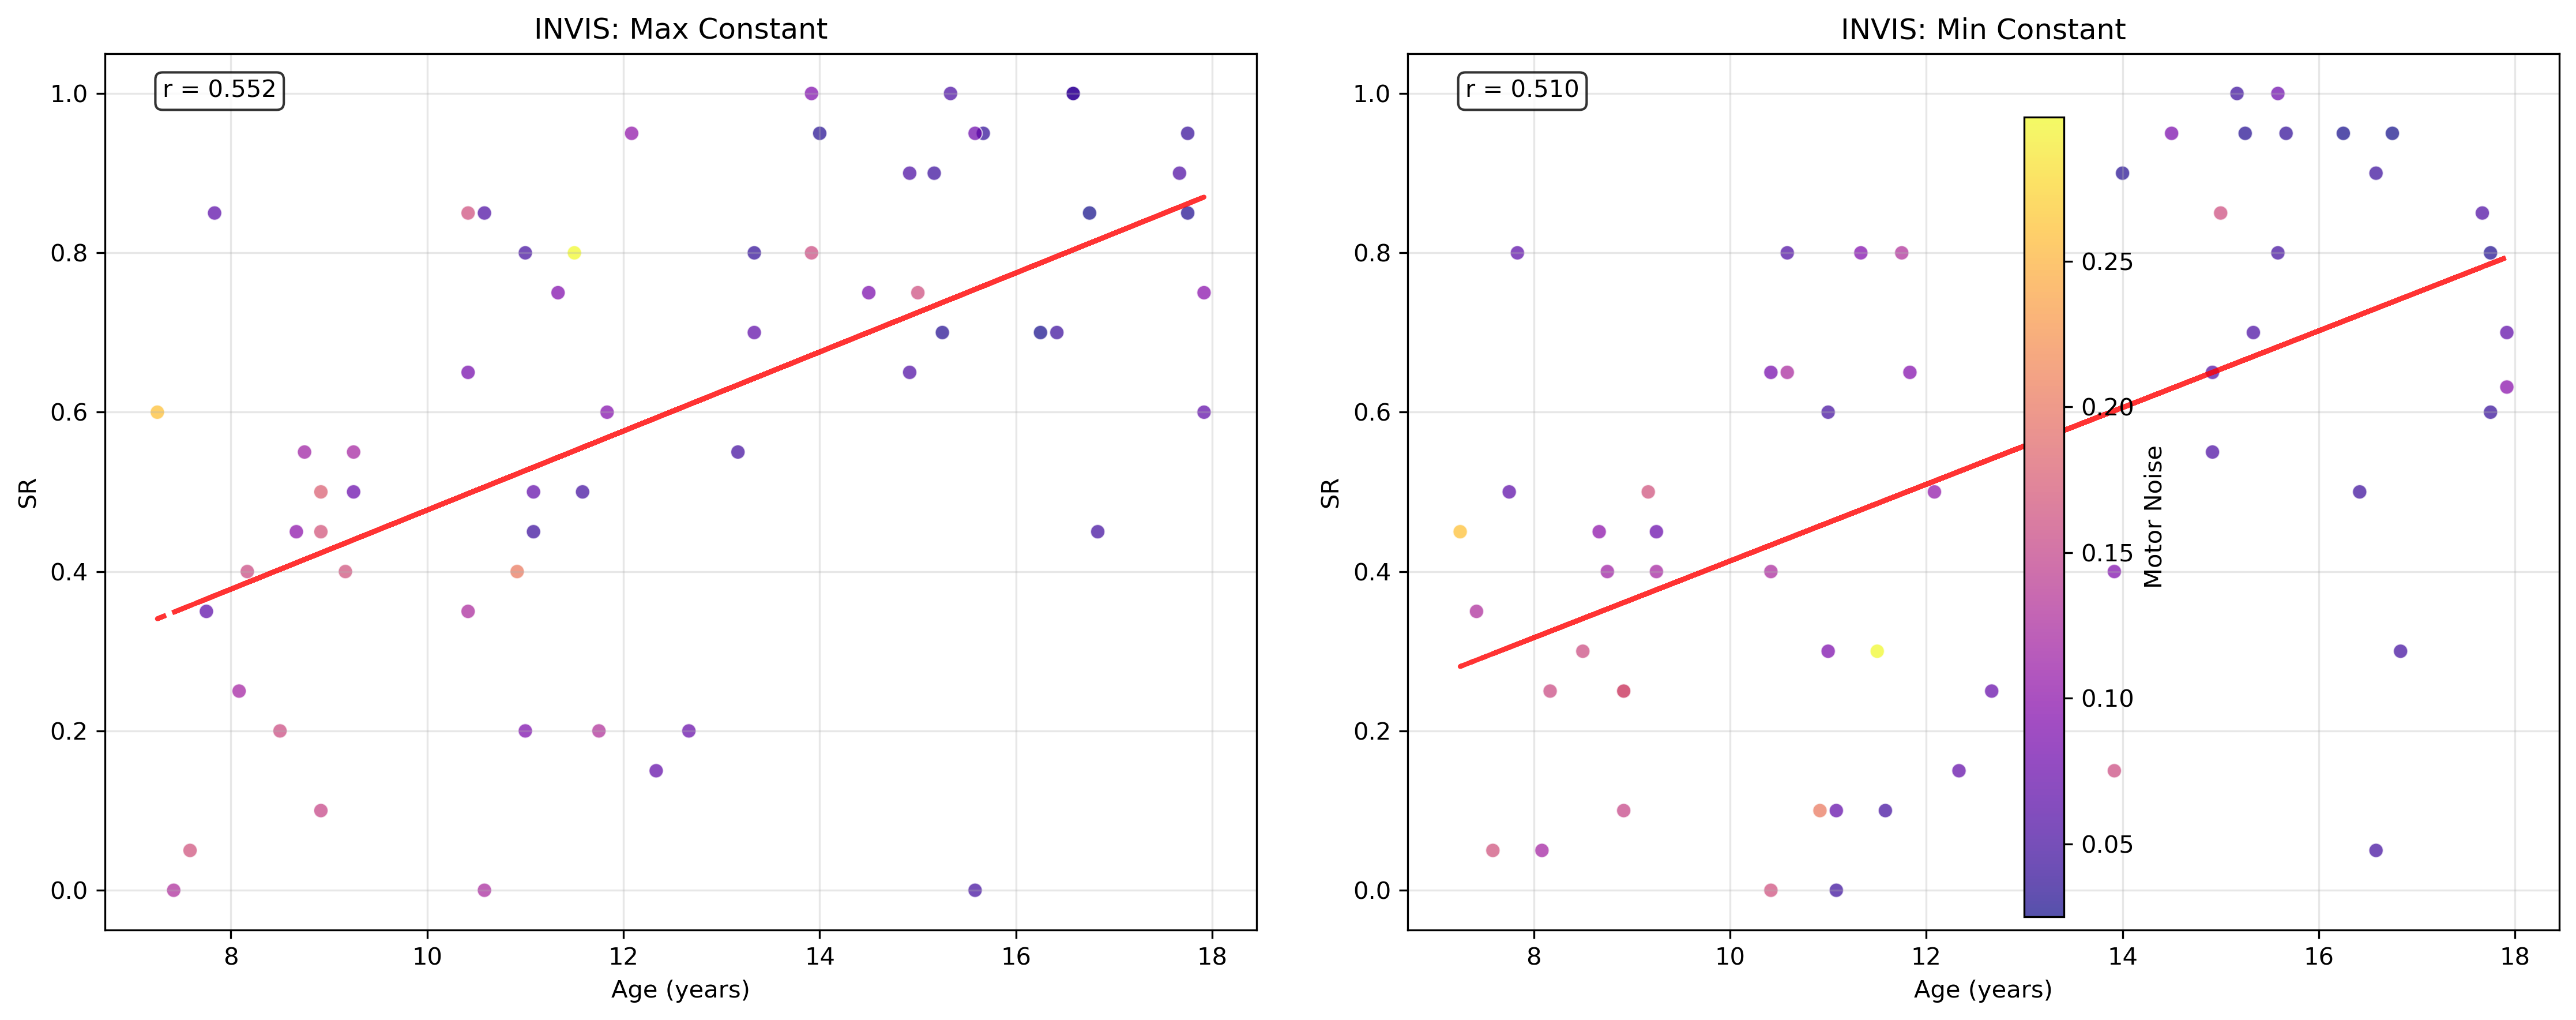 INVIS: Max Constant
r = 0.552
1.0
0.8
0.6
0.4
0.2
0.0
SR
8 10 12 14 16 18
Age (years)
INVIS: Min Constant
r = 0.510
1.0
0.8
0.6
0.4
0.2
0.0
SR
8 10 12 14 16 18
Age (years)
0.25
0.20
0.15
0.10
0.05
Motor Noise